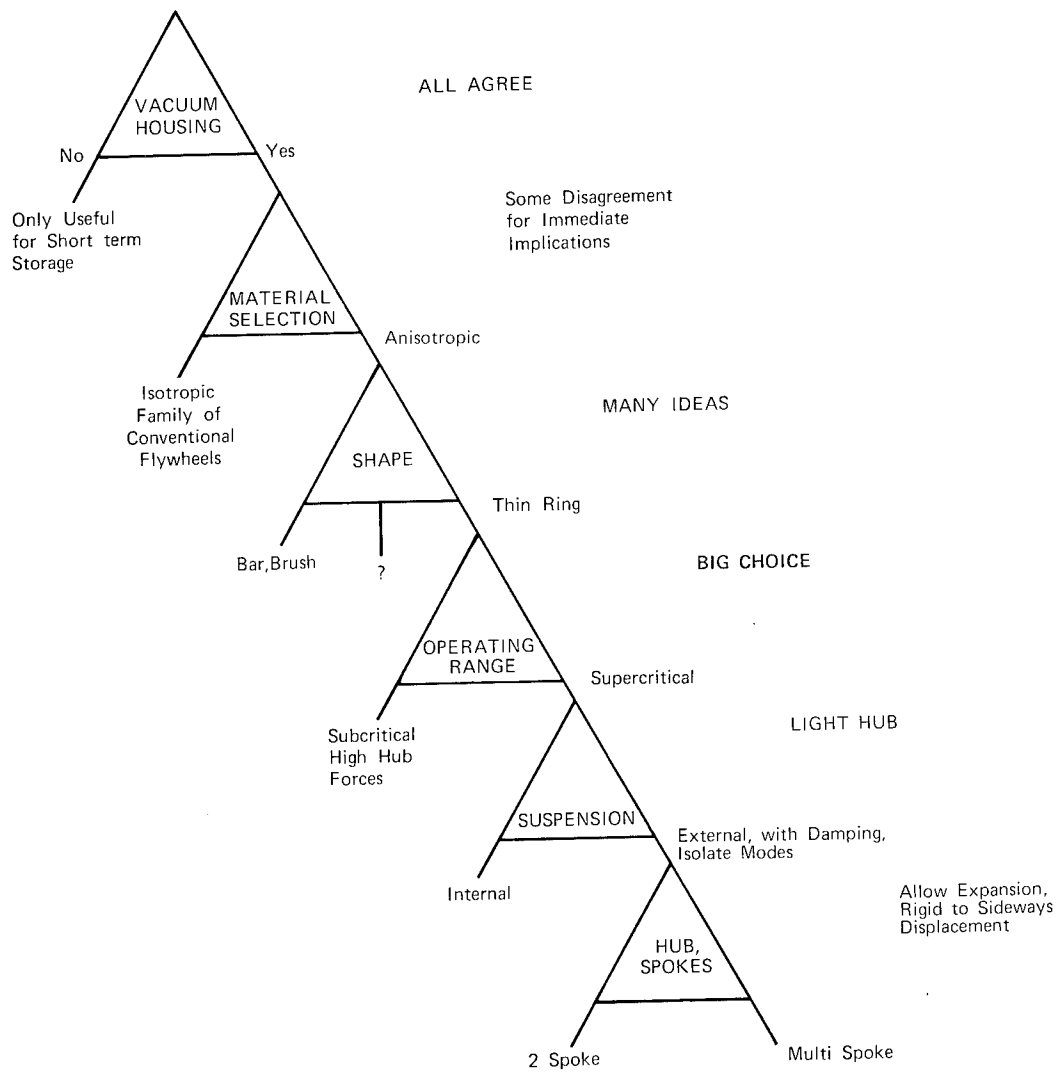 ALL AGREE
VACUUM
HOUSING
No
Yes
Only Useful
for Short term
Storage
Some Disagreement
for Immediate
Implications
MATERIAL
SELECTION
Anisotropic
Isotropic
Family of
Conventional
Flywheels
MANY IDEAS
SHAPE
Thin Ring
Bar,Brush
?
BIG CHOICE
OPERATING
RANGE
Supercritical
Subcritical
High Hub
Forces
LIGHT HUB
SUSPENSION
External, with Damping,
Isolate Modes
Internal
Allow Expansion,
Rigid to Sideways
Displacement
HUB,
SPOKES
2 Spoke
Multi Spoke